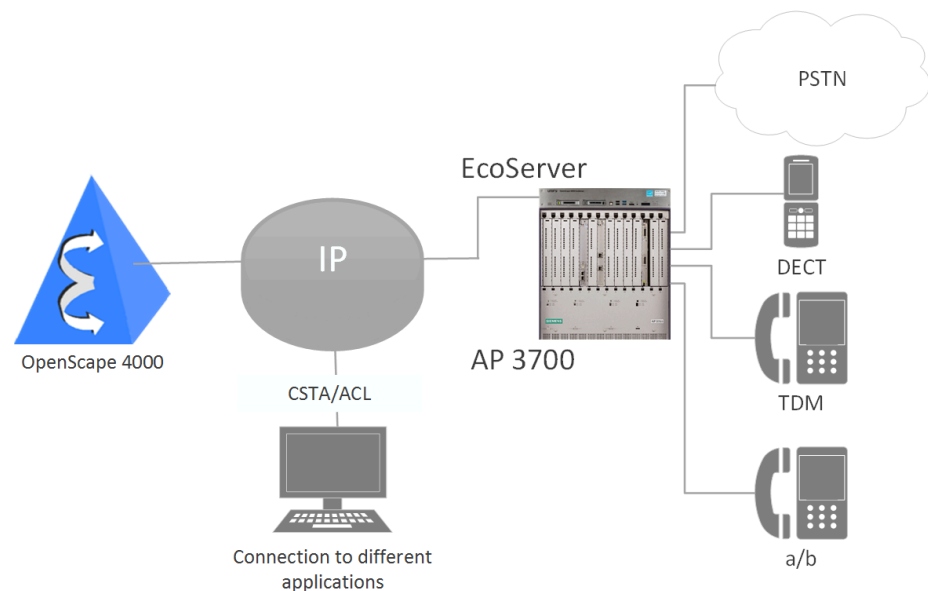 PSTN
EcoServer
IP
DECT
AP 3700
OpenScape 4000
CSTA/ACL
TDM
Connection to different
applications
a/b